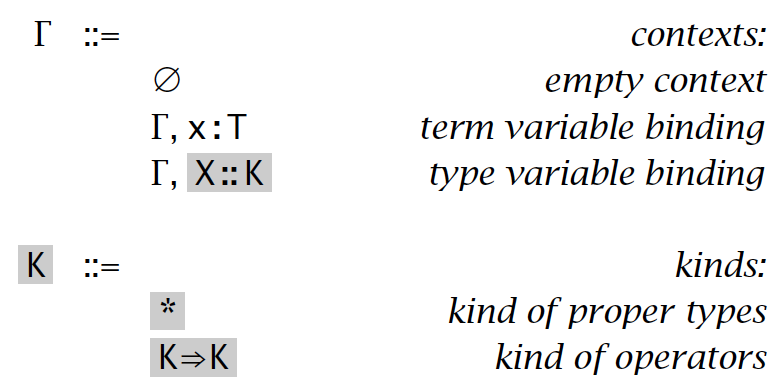 Γ ::= contexts:
∅ empty context
Γ, x:T term variable binding
Γ, X::K type variable binding
K ::= kinds:
* kind of proper types
K⇒K kind of operators